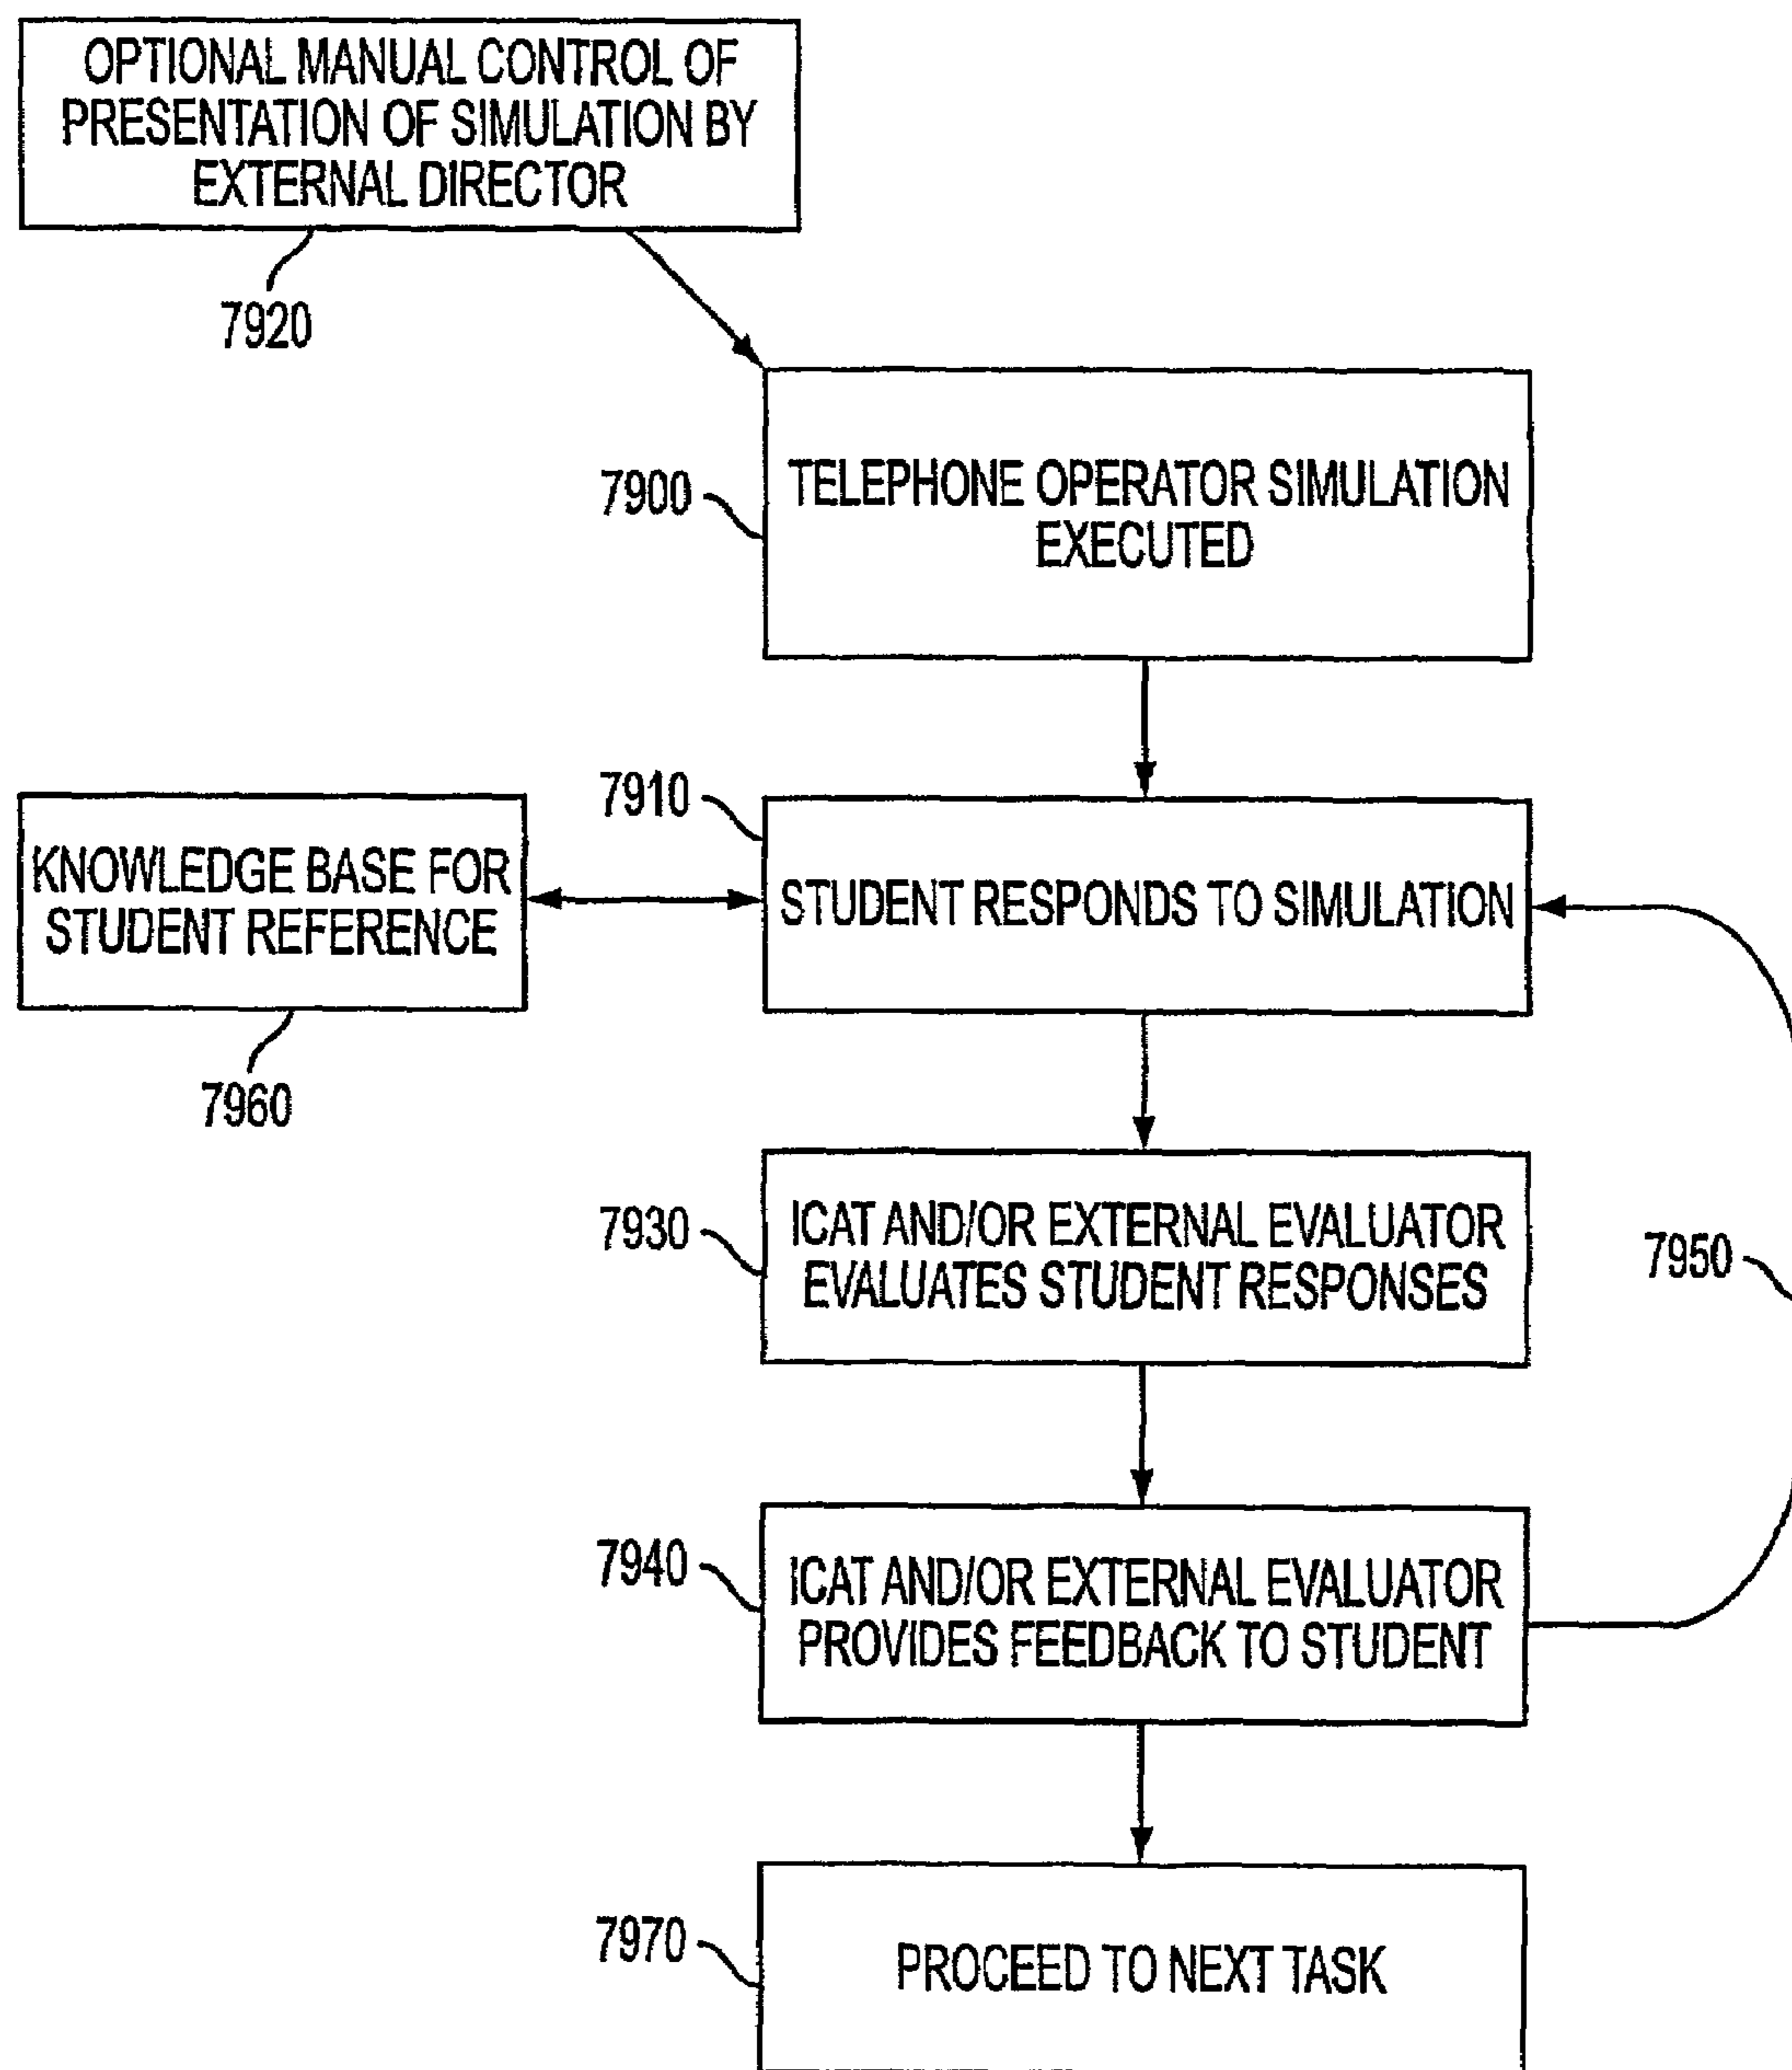 OPTIONAL MANUAL CONTROL OF
PRESENTATION OF SIMULATION BY
EXTERNAL DIRECTOR
7920
7900
TELEPHONE OPERATOR SIMULATION
EXECUTED
7910
KNOWLEDGE BASE FOR
STUDENT REFERENCE
STUDENT RESPONDS TO SIMULATION
7960
7930
ICAT AND/OR EXTERNAL EVALUATOR
EVALUATES STUDENT RESPONSES
7950
7940
ICAT AND/OR EXTERNAL EVALUATOR
PROVIDES FEEDBACK TO STUDENT
7970
PROCEED TO NEXT TASK